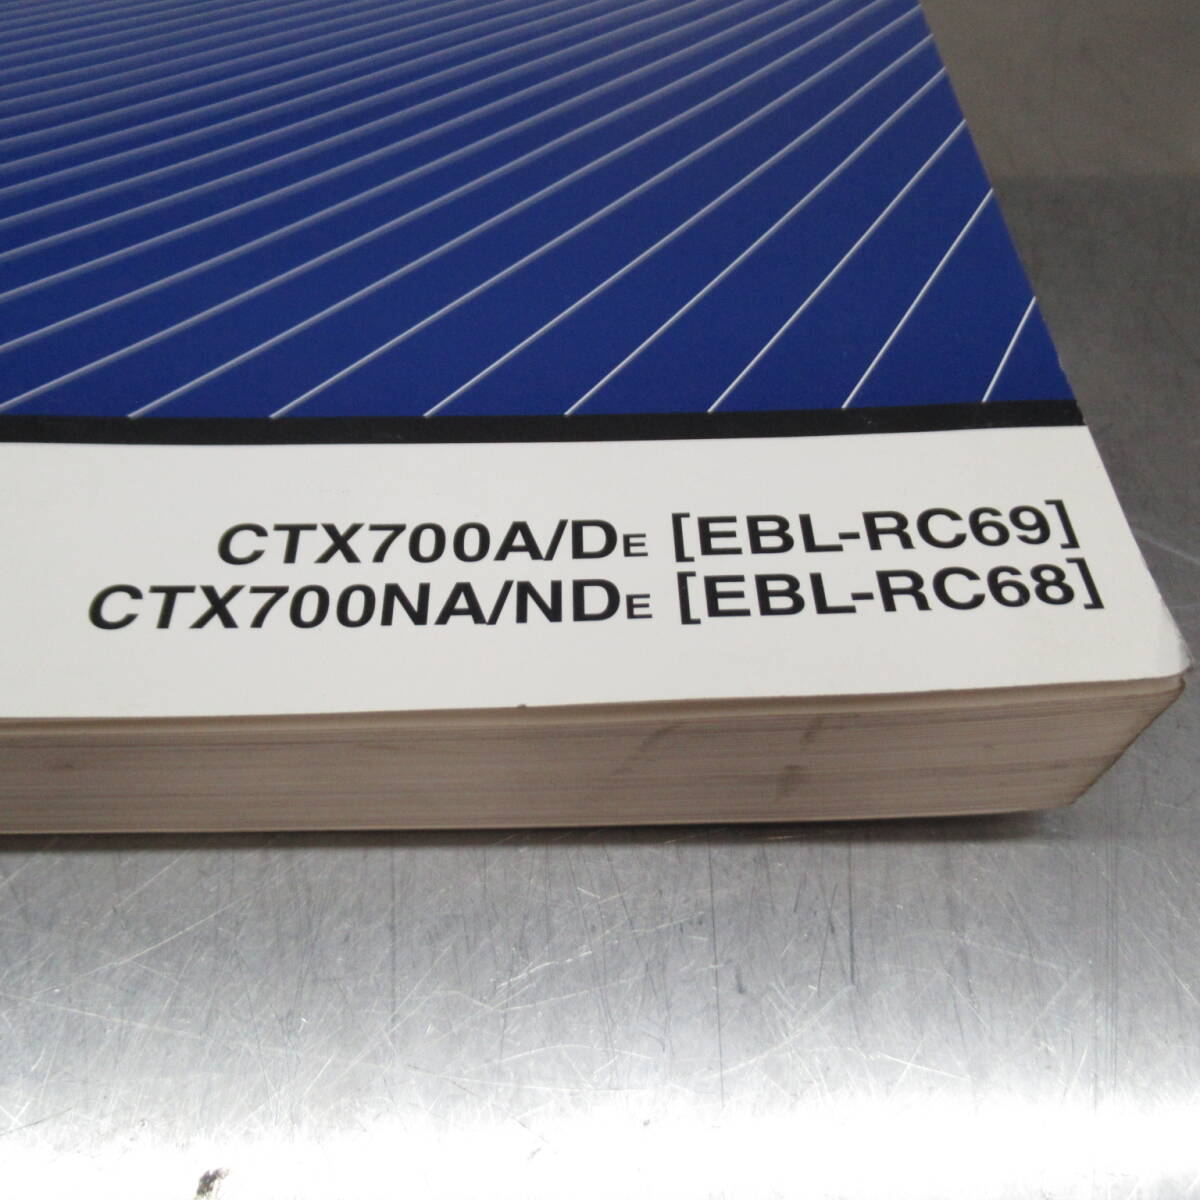 CTX700A/DE [EBL-RC69]
CTX700NA/NDE [EBL-RC68]